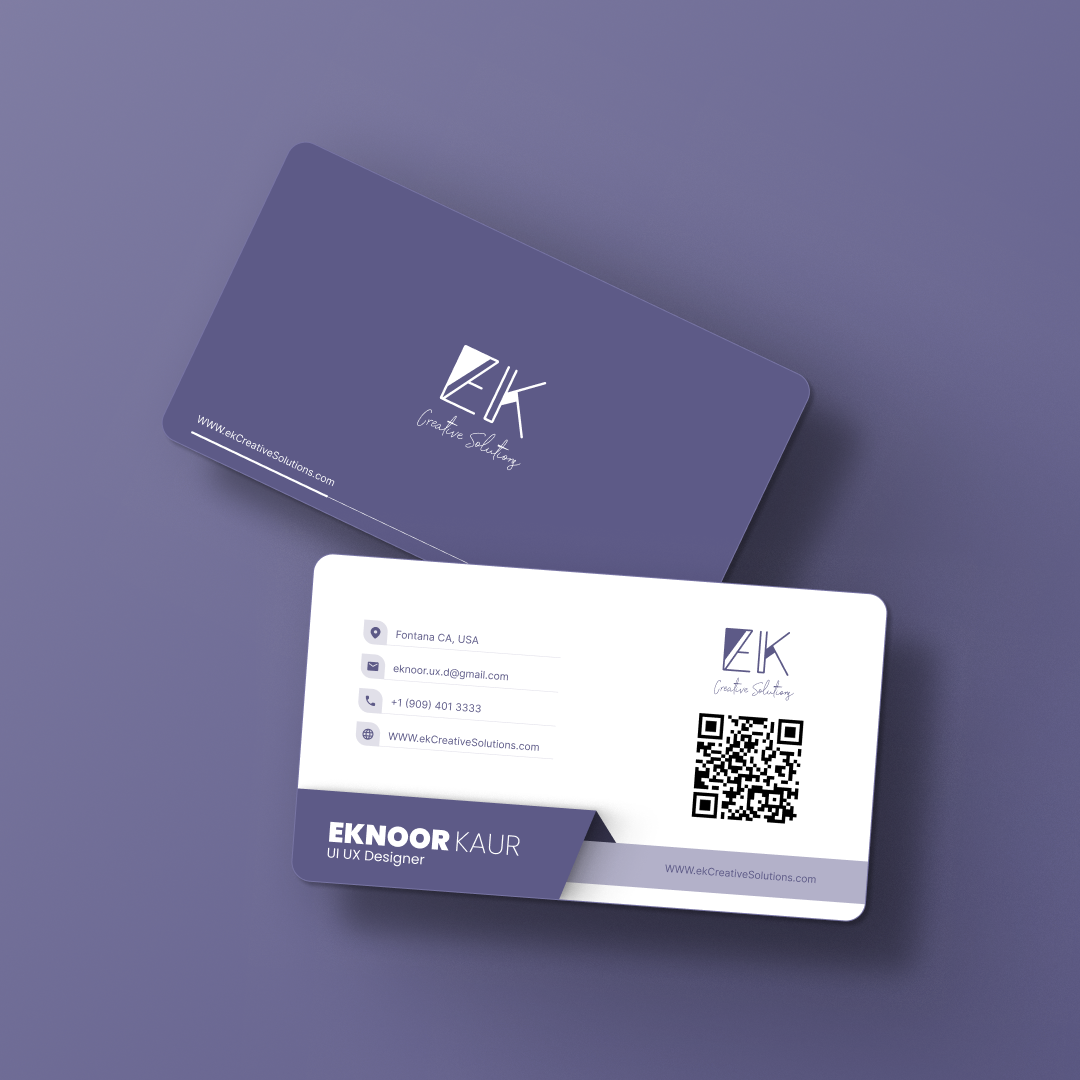 EK
Creative Solutions
WWW.ekCreativeSolutions.com
Fontana CA, USA
eknoor.ux.d@gmail.com
+1 (909) 401 3333
WWW.ekCreativeSolutions.com
EK
Creative Solutions
EKNOOR KAUR
UI UX Designer
WWW.ekCreativeSolutions.com